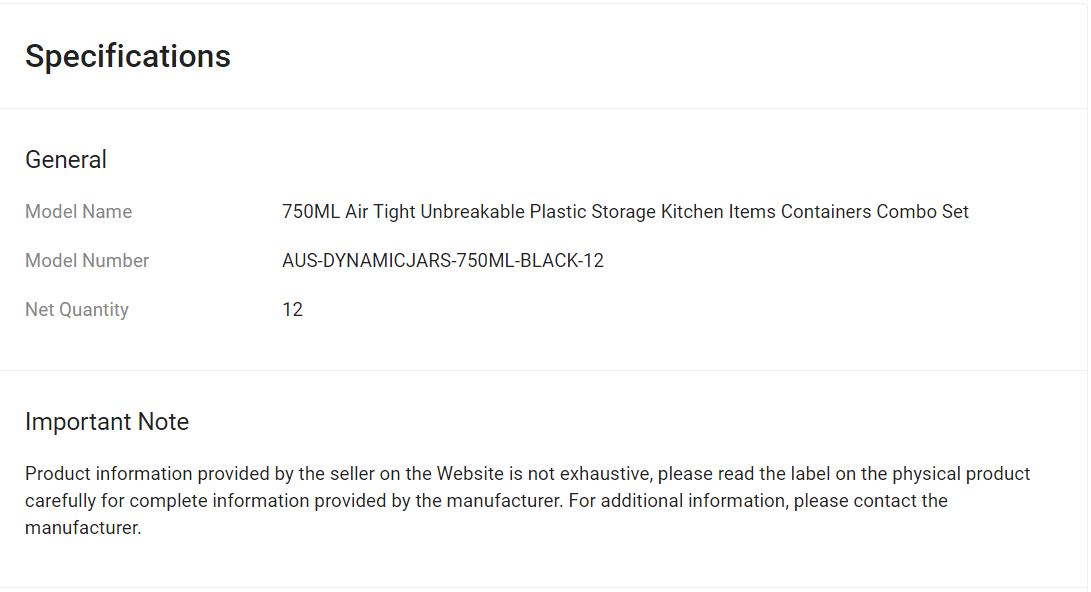 Specifications
General
Model Name 750ML Air Tight Unbreakable Plastic Storage Kitchen Items Containers Combo Set
Model Number AUS-DYNAMICJARS-750ML-BLACK-12
Net Quantity 12
Important Note
Product information provided by the seller on the Website is not exhaustive, please read the label on the physical product
carefully for complete information provided by the manufacturer. For additional information, please contact the
manufacturer.